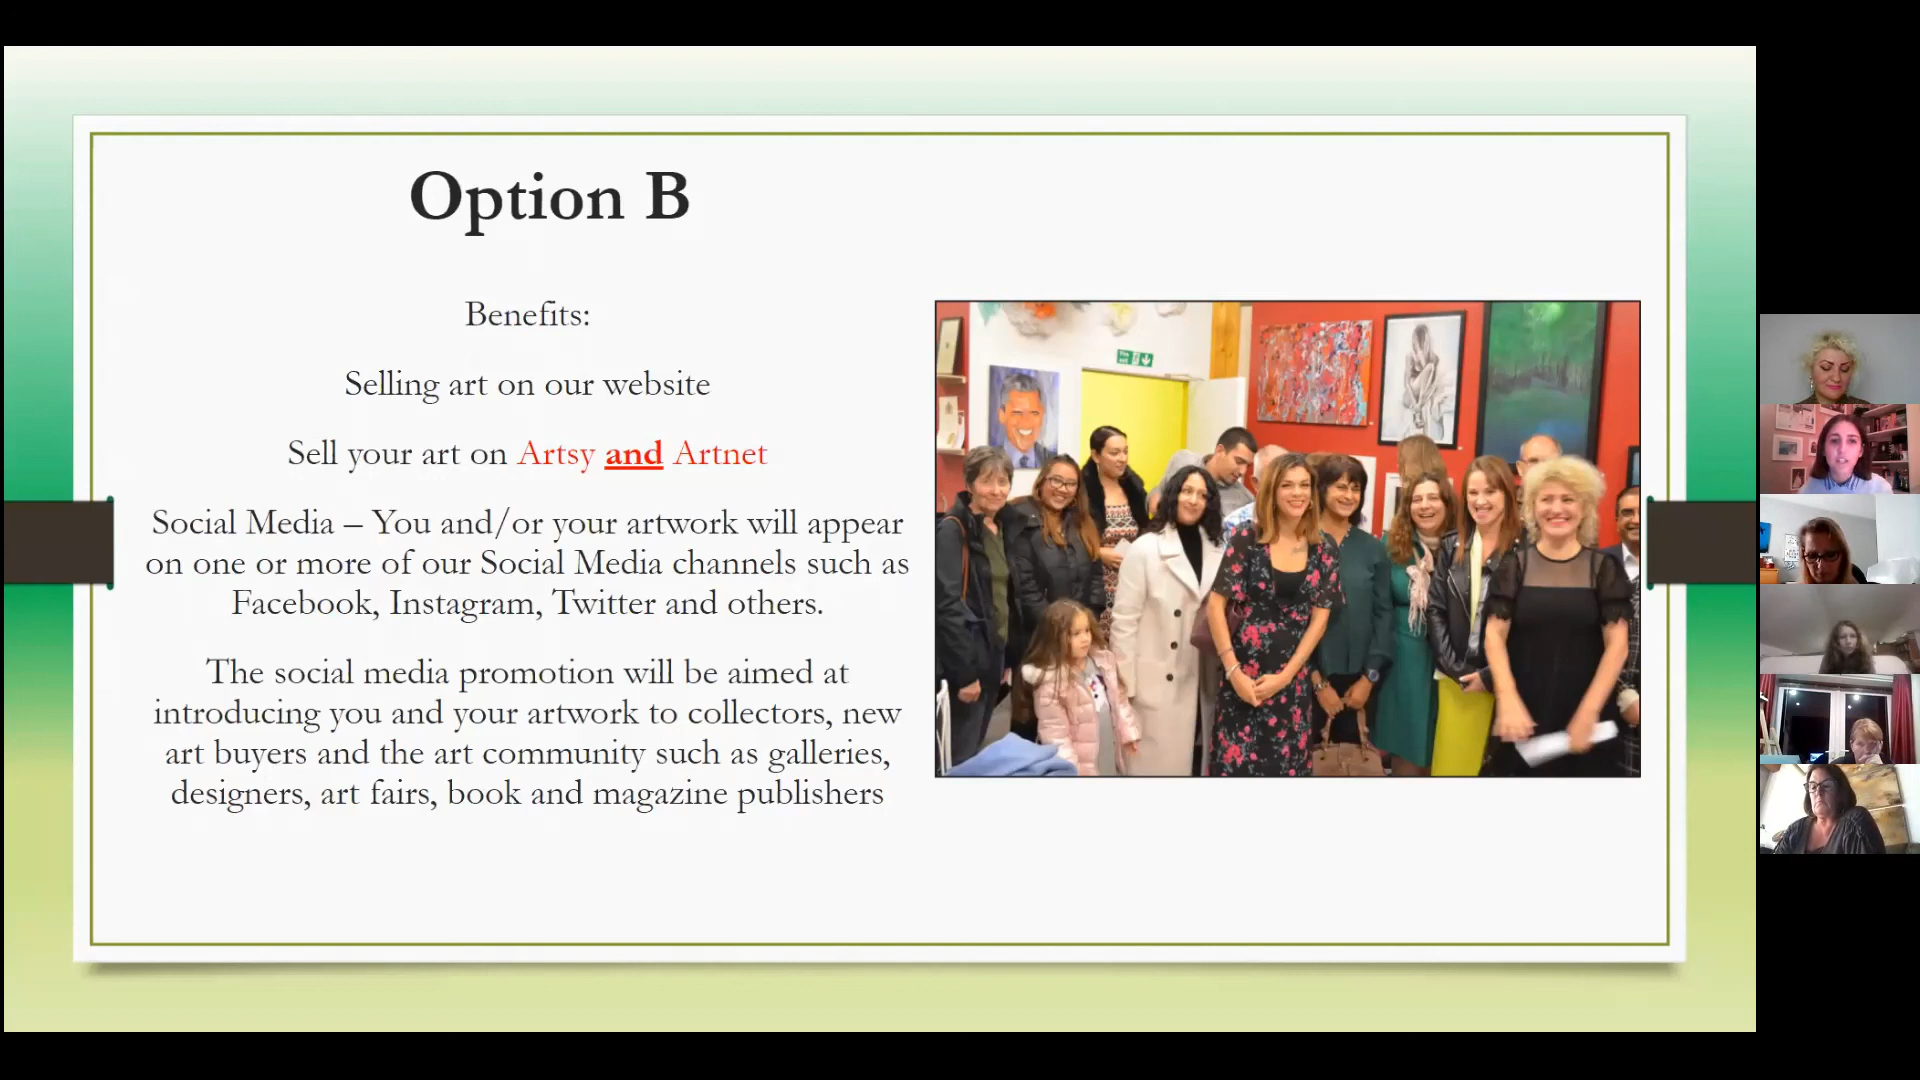 Option B
Benefits:
Selling art on our website
Sell your art on Artsy and Artnet
Social Media – You and/or your artwork will appear
on one or more of our Social Media channels such as
Facebook, Instagram, Twitter and others.
The social media promotion will be aimed at
introducing you and your artwork to collectors, new
art buyers and the art community such as galleries,
designers, art fairs, book and magazine publishers